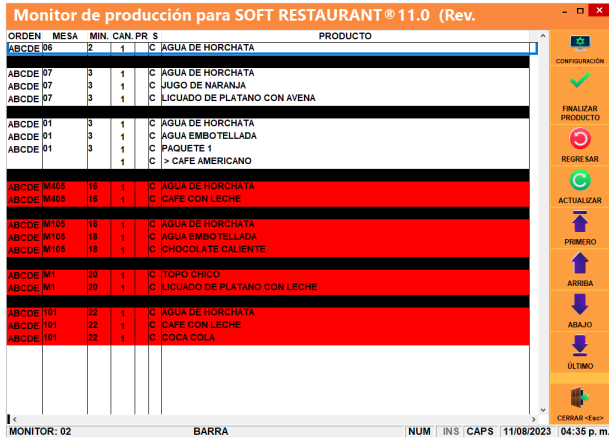 Monitor de producción para SOFT RESTAURANT®11.0 (Rev.
ORDEN MESA MIN. CAN. PR S PRODUCTO
ABCDE 06 2 1 C AGUA DE HORCHATA
ABCDE 07 3 1 C AGUA DE HORCHATA
ABCDE 07 3 1 C JUGO DE NARANJA
ABCDE 07 3 1 C LICUADO DE PLATANO CON AVENA
ABCDE 01 3 1 C AGUA DE HORCHATA
ABCDE 01 3 1 C AGUA EMBOTELLADA
ABCDE 01 3 1 C PAQUETE 1
1 C > CAFE AMERICANO
ABCDE M405 16 1 C AGUA DE HORCHATA
ABCDE M405 16 1 C CAFE CON LECHE
ABCDE M105 18 1 C AGUA DE HORCHATA
ABCDE M105 18 1 C AGUA EMBOTELLADA
ABCDE M105 18 1 C CHOCOLATE CALIENTE
ABCDE M1 20 1 C TOPO CHICO
ABCDE M1 20 1 C LICUADO DE PLATANO CON LECHE
ABCDE 101 22 1 C AGUA DE HORCHATA
ABCDE 101 22 1 C CAFE CON LECHE
ABCDE 101 22 1 C COCA COLA
CONFIGURACIÓN
FINALIZAR
PRODUCTO
REGRESAR
ACTUALIZAR
PRIMERO
ARRIBA
ABAJO
ÚLTIMO
CERRAR <Esc>
MONITOR: 02 BARRA NUM INS CAPS 11/08/2023 04:35 p. m.